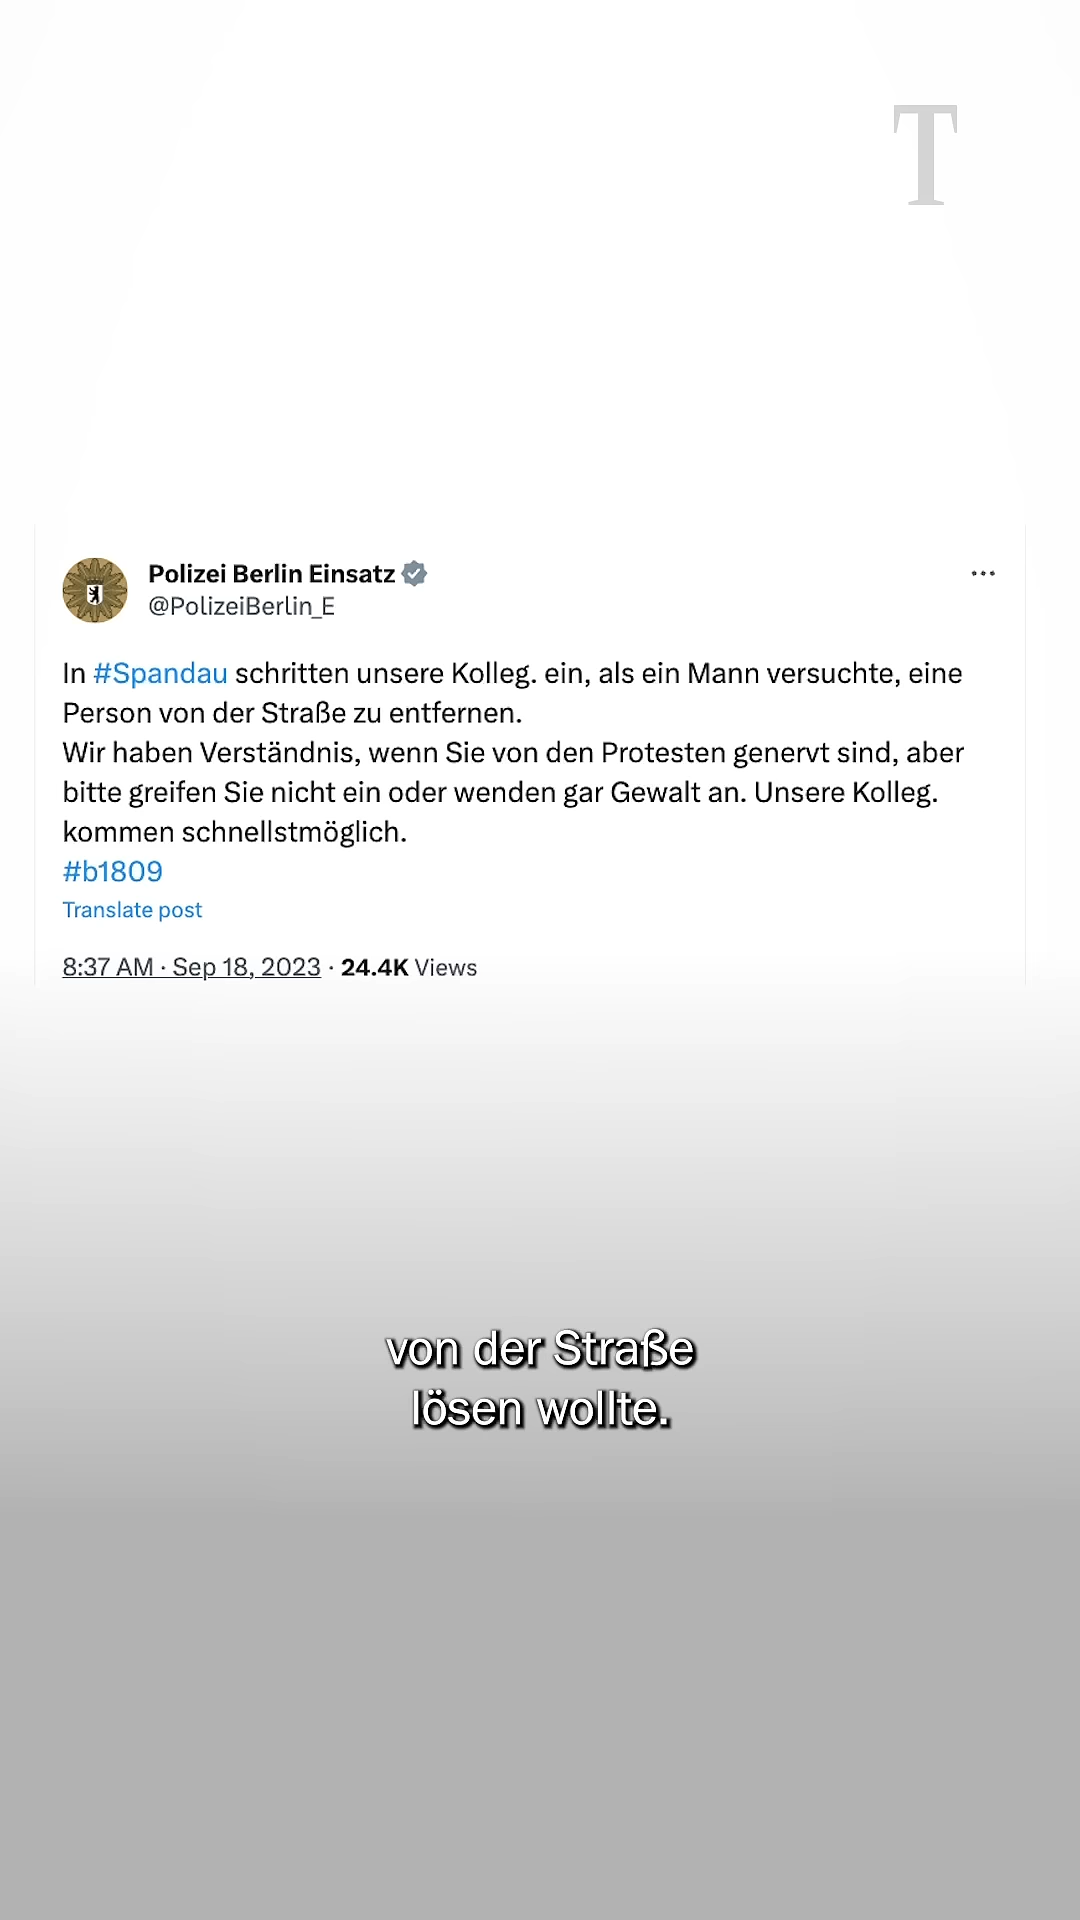 T
Polizei Berlin Einsatz
@PolizeiBerlin_E
In #Spandau schritten unsere Kolleg. ein, als ein Mann versuchte, eine
Person von der Straße zu entfernen.
Wir haben Verständnis, wenn Sie von den Protesten genervt sind, aber
bitte greifen Sie nicht ein oder wenden gar Gewalt an. Unsere Kolleg.
kommen schnellstmöglich.
#b1809
Translate post
8:37 AM · Sep 18, 2023 · 24.4K Views
von der Straße
lösen wollte.